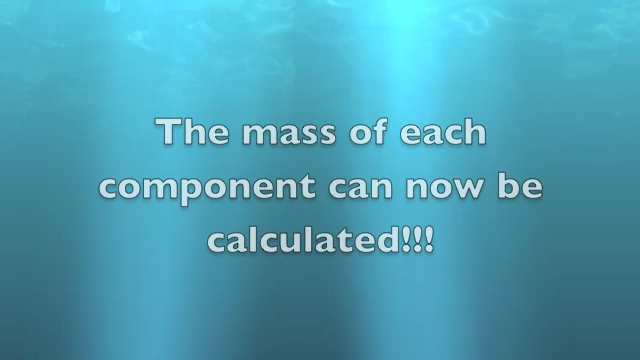 The mass of each
component can now be
calculated!!!